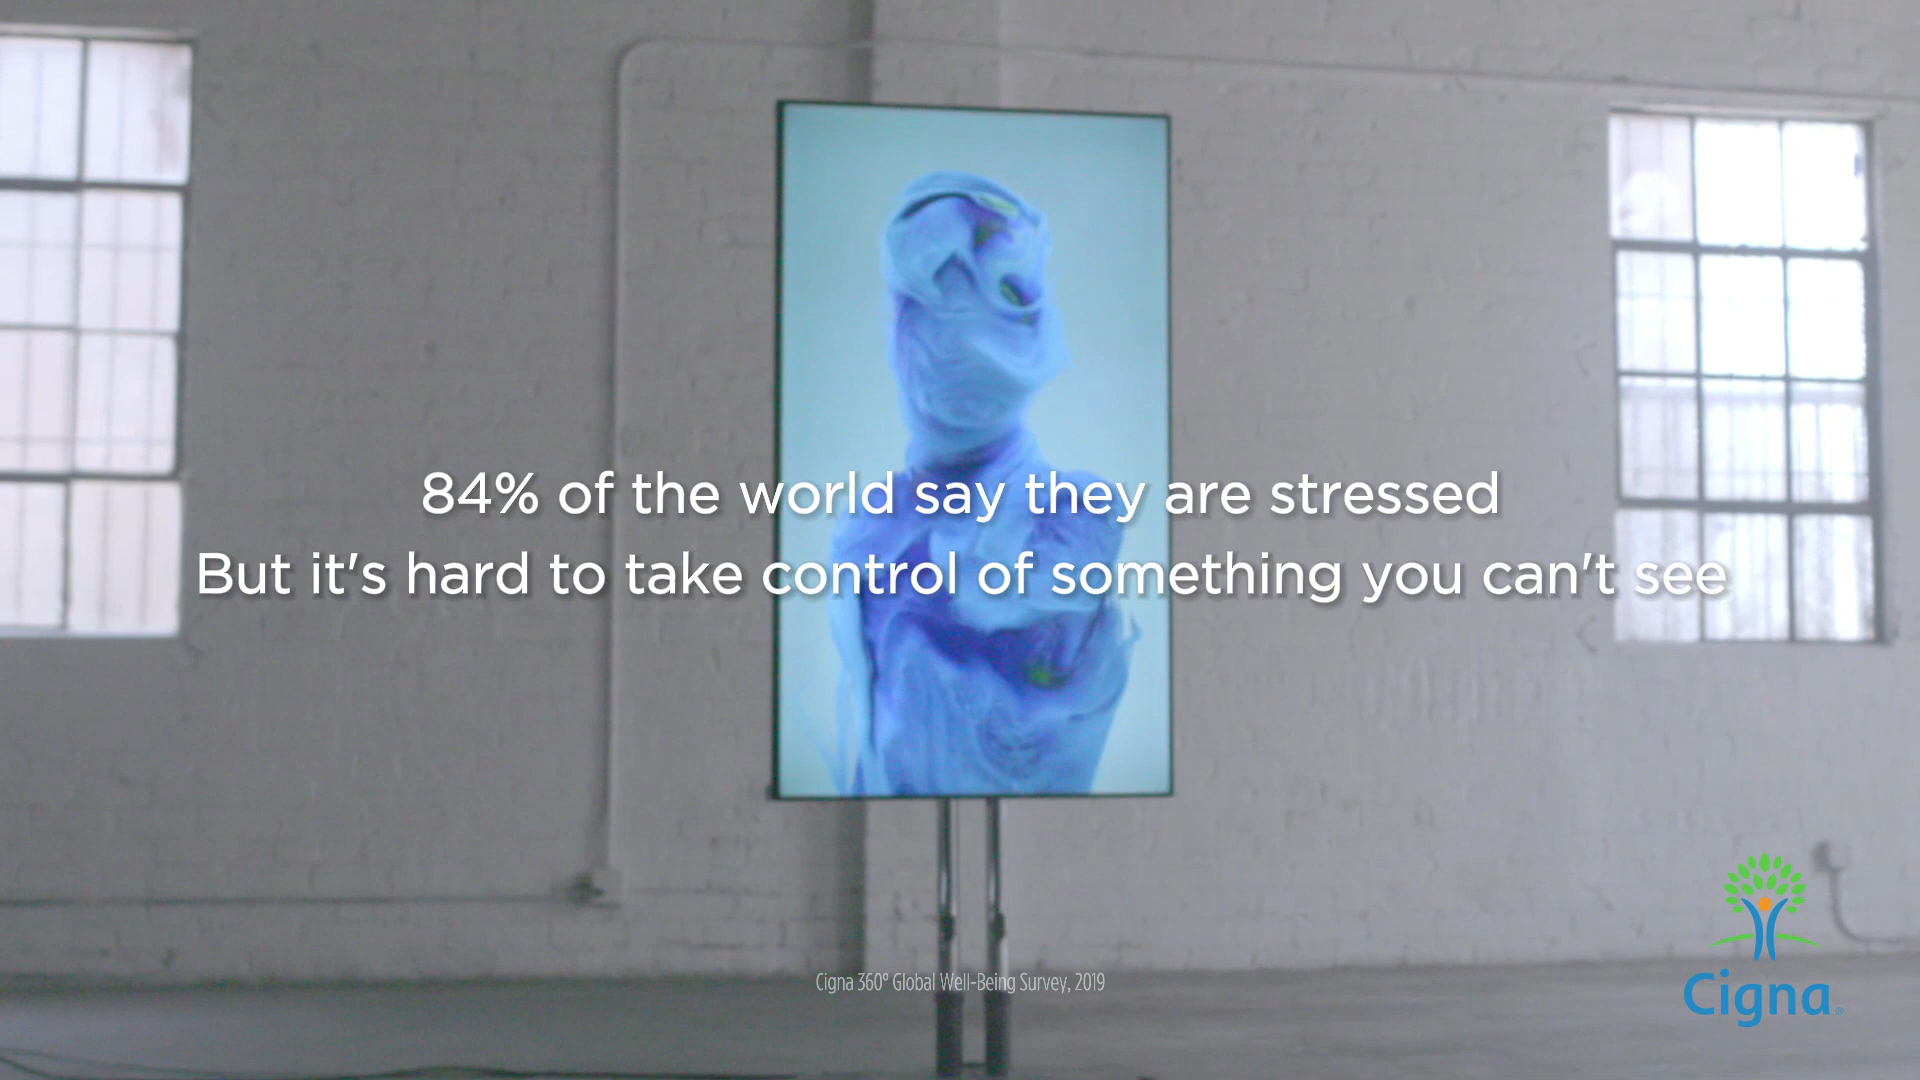 84% of the world say they are stressed
But it's hard to take control of something you can't see
Cigna 360° Global Well-Being Survey, 2019
Cigna®